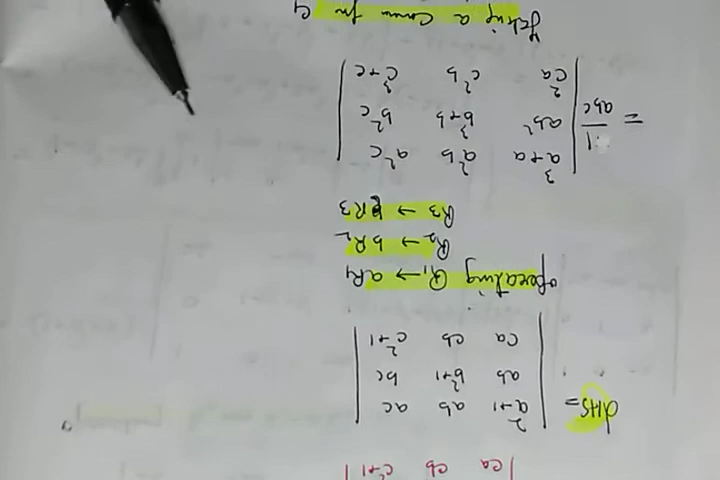 |ca cb c²+1|
LHS = | a²+1 ab ac |
| ab b²+1 bc |
| ca cb c²+1 |
operating R₁ → aR₁
R₂ → bR₂
R3 → cR3
= 1/abc | a³+a a²b a²c |
| ab² b³+b b²c |
| c²a c²b c³+c |
a